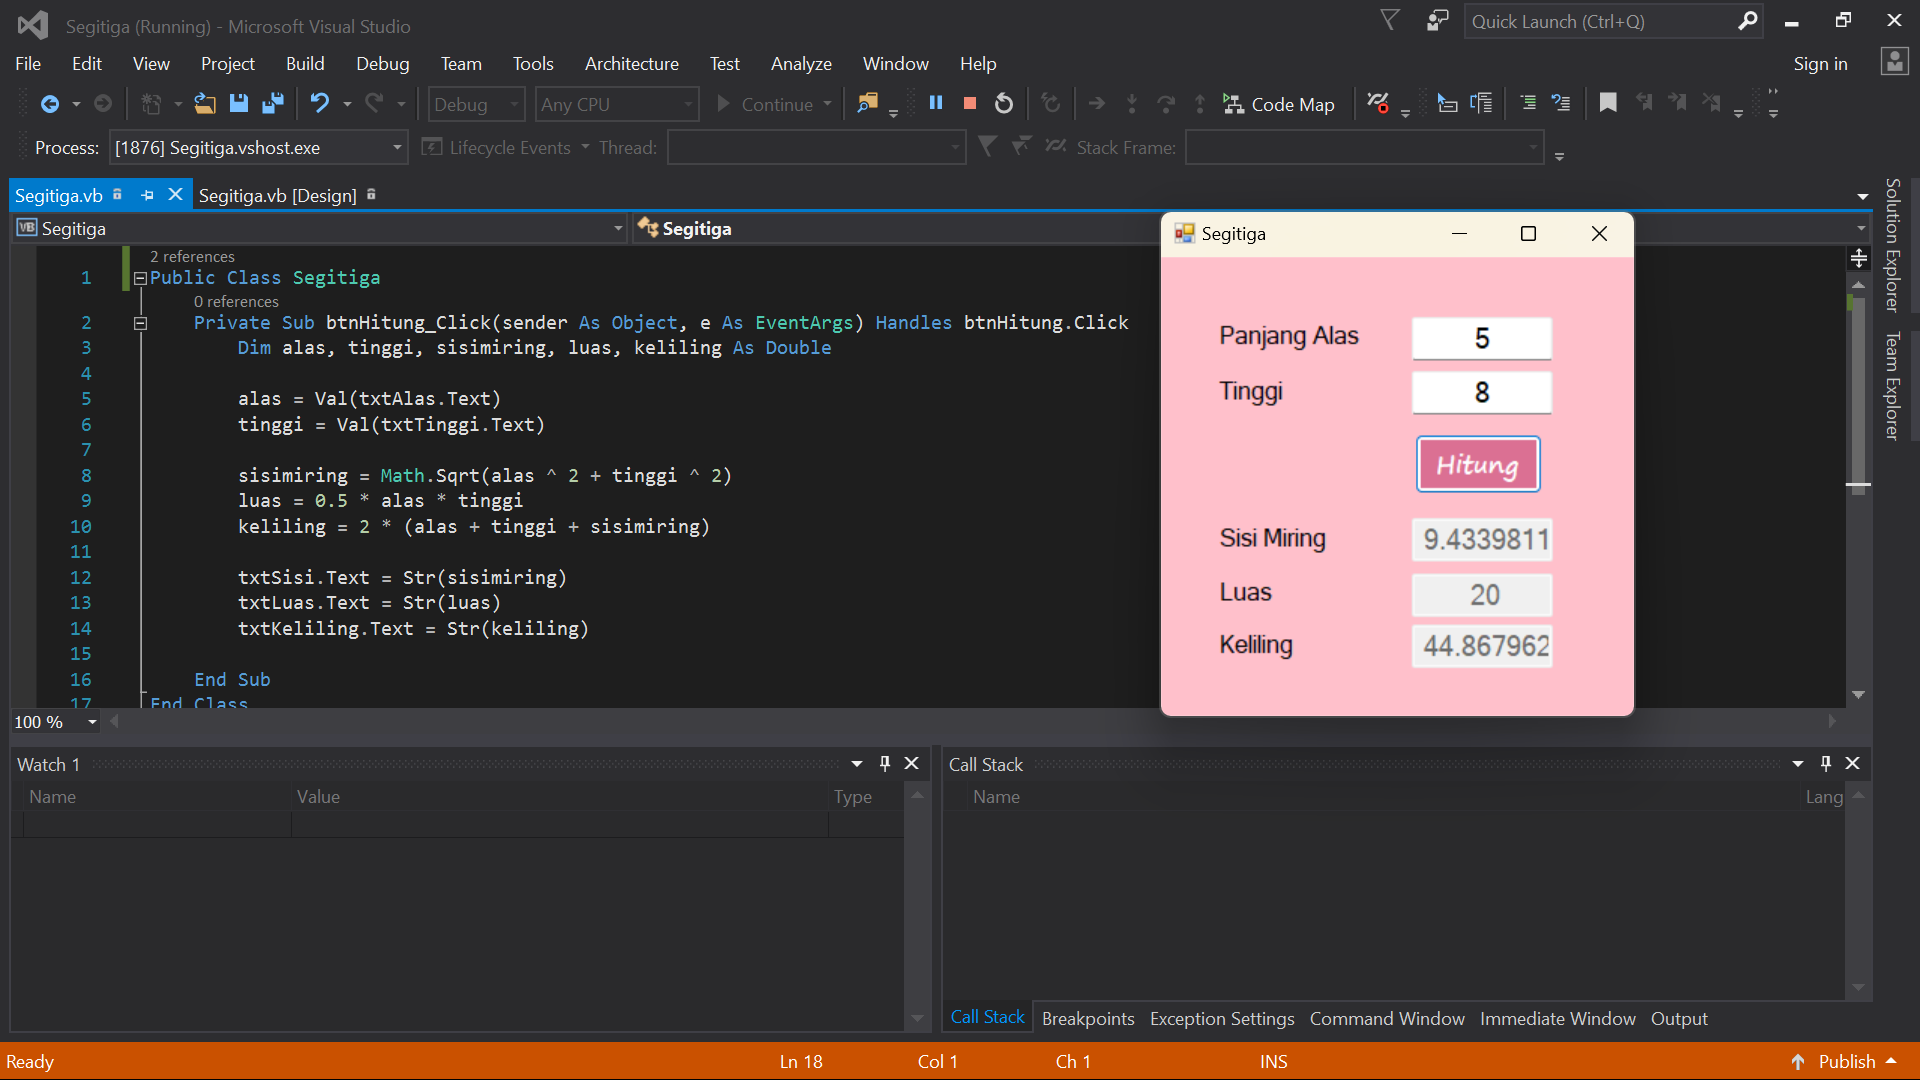 Segitiga (Running) - Microsoft Visual Studio
Quick Launch (Ctrl+Q)
File Edit View Project Build Debug Team Tools Architecture Test Analyze Window Help
Sign in
Debug Any CPU Continue Code Map
Process: [1876] Segitiga.vshost.exe Lifecycle Events Thread: Stack Frame:
Segitiga.vb Segitiga.vb [Design]
VB Segitiga Segitiga
2 references
1 Public Class Segitiga
0 references
2 Private Sub btnHitung_Click(sender As Object, e As EventArgs) Handles btnHitung.Click
3 Dim alas, tinggi, sisimiring, luas, keliling As Double
4
5 alas = Val(txtAlas.Text)
6 tinggi = Val(txtTinggi.Text)
7
8 sisimiring = Math.Sqrt(alas ^ 2 + tinggi ^ 2)
9 luas = 0.5 * alas * tinggi
10 keliling = 2 * (alas + tinggi + sisimiring)
11
12 txtSisi.Text = Str(sisimiring)
13 txtLuas.Text = Str(luas)
14 txtKeliling.Text = Str(keliling)
15
16 End Sub
17 End Class
100 %
Segitiga
Panjang Alas 5
Tinggi 8
Hitung
Sisi Miring 9.4339811
Luas 20
Keliling 44.867962
Solution Explorer
Team Explorer
Watch 1
Name Value Type
Call Stack
Name Lang
Call Stack Breakpoints Exception Settings Command Window Immediate Window Output
Ready Ln 18 Col 1 Ch 1 INS Publish